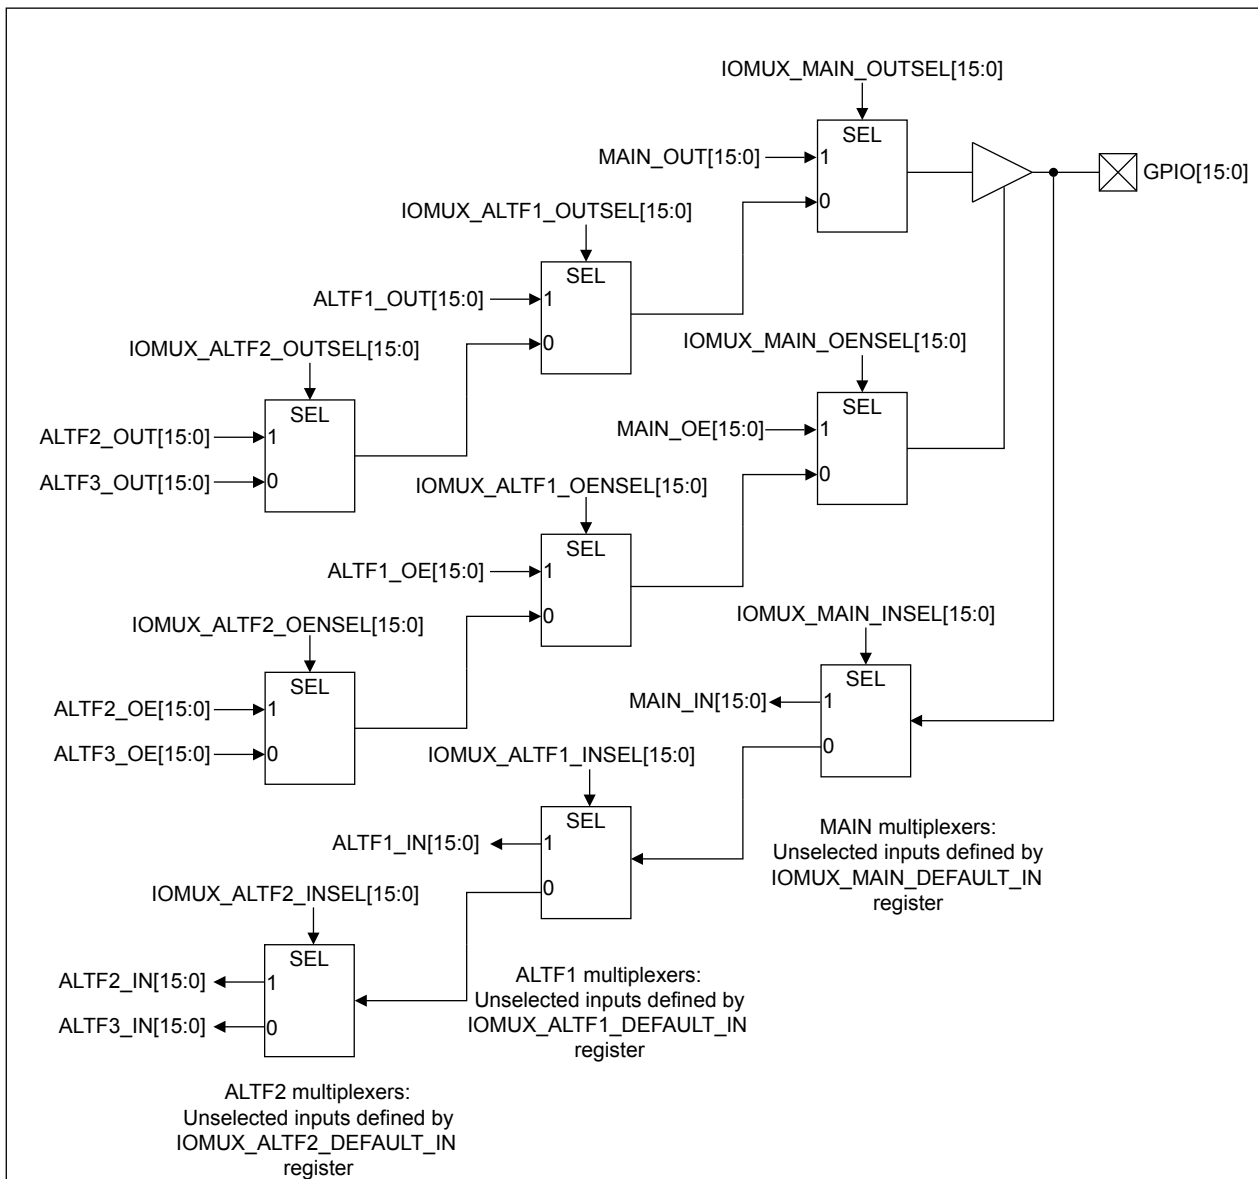 IOMUX_MAIN_OUTSEL[15:0]
SEL
MAIN_OUT[15:0]
1
0
GPIO[15:0]
IOMUX_ALTF1_OUTSEL[15:0]
SEL
ALTF1_OUT[15:0]
1
0
IOMUX_ALTF2_OUTSEL[15:0]
SEL
ALTF2_OUT[15:0]
1
ALTF3_OUT[15:0]
0
IOMUX_MAIN_OENSEL[15:0]
SEL
MAIN_OE[15:0]
1
0
IOMUX_ALTF1_OENSEL[15:0]
SEL
ALTF1_OE[15:0]
1
0
IOMUX_ALTF2_OENSEL[15:0]
SEL
ALTF2_OE[15:0]
1
ALTF3_OE[15:0]
0
IOMUX_MAIN_INSEL[15:0]
SEL
MAIN_IN[15:0]
1
0
IOMUX_ALTF1_INSEL[15:0]
SEL
ALTF1_IN[15:0]
1
0
MAIN multiplexers:
Unselected inputs defined by
IOMUX_MAIN_DEFAULT_IN
register
IOMUX_ALTF2_INSEL[15:0]
SEL
ALTF2_IN[15:0]
1
ALTF3_IN[15:0]
0
ALTF1 multiplexers:
Unselected inputs defined by
IOMUX_ALTF1_DEFAULT_IN
register
ALTF2 multiplexers:
Unselected inputs defined by
IOMUX_ALTF2_DEFAULT_IN
register